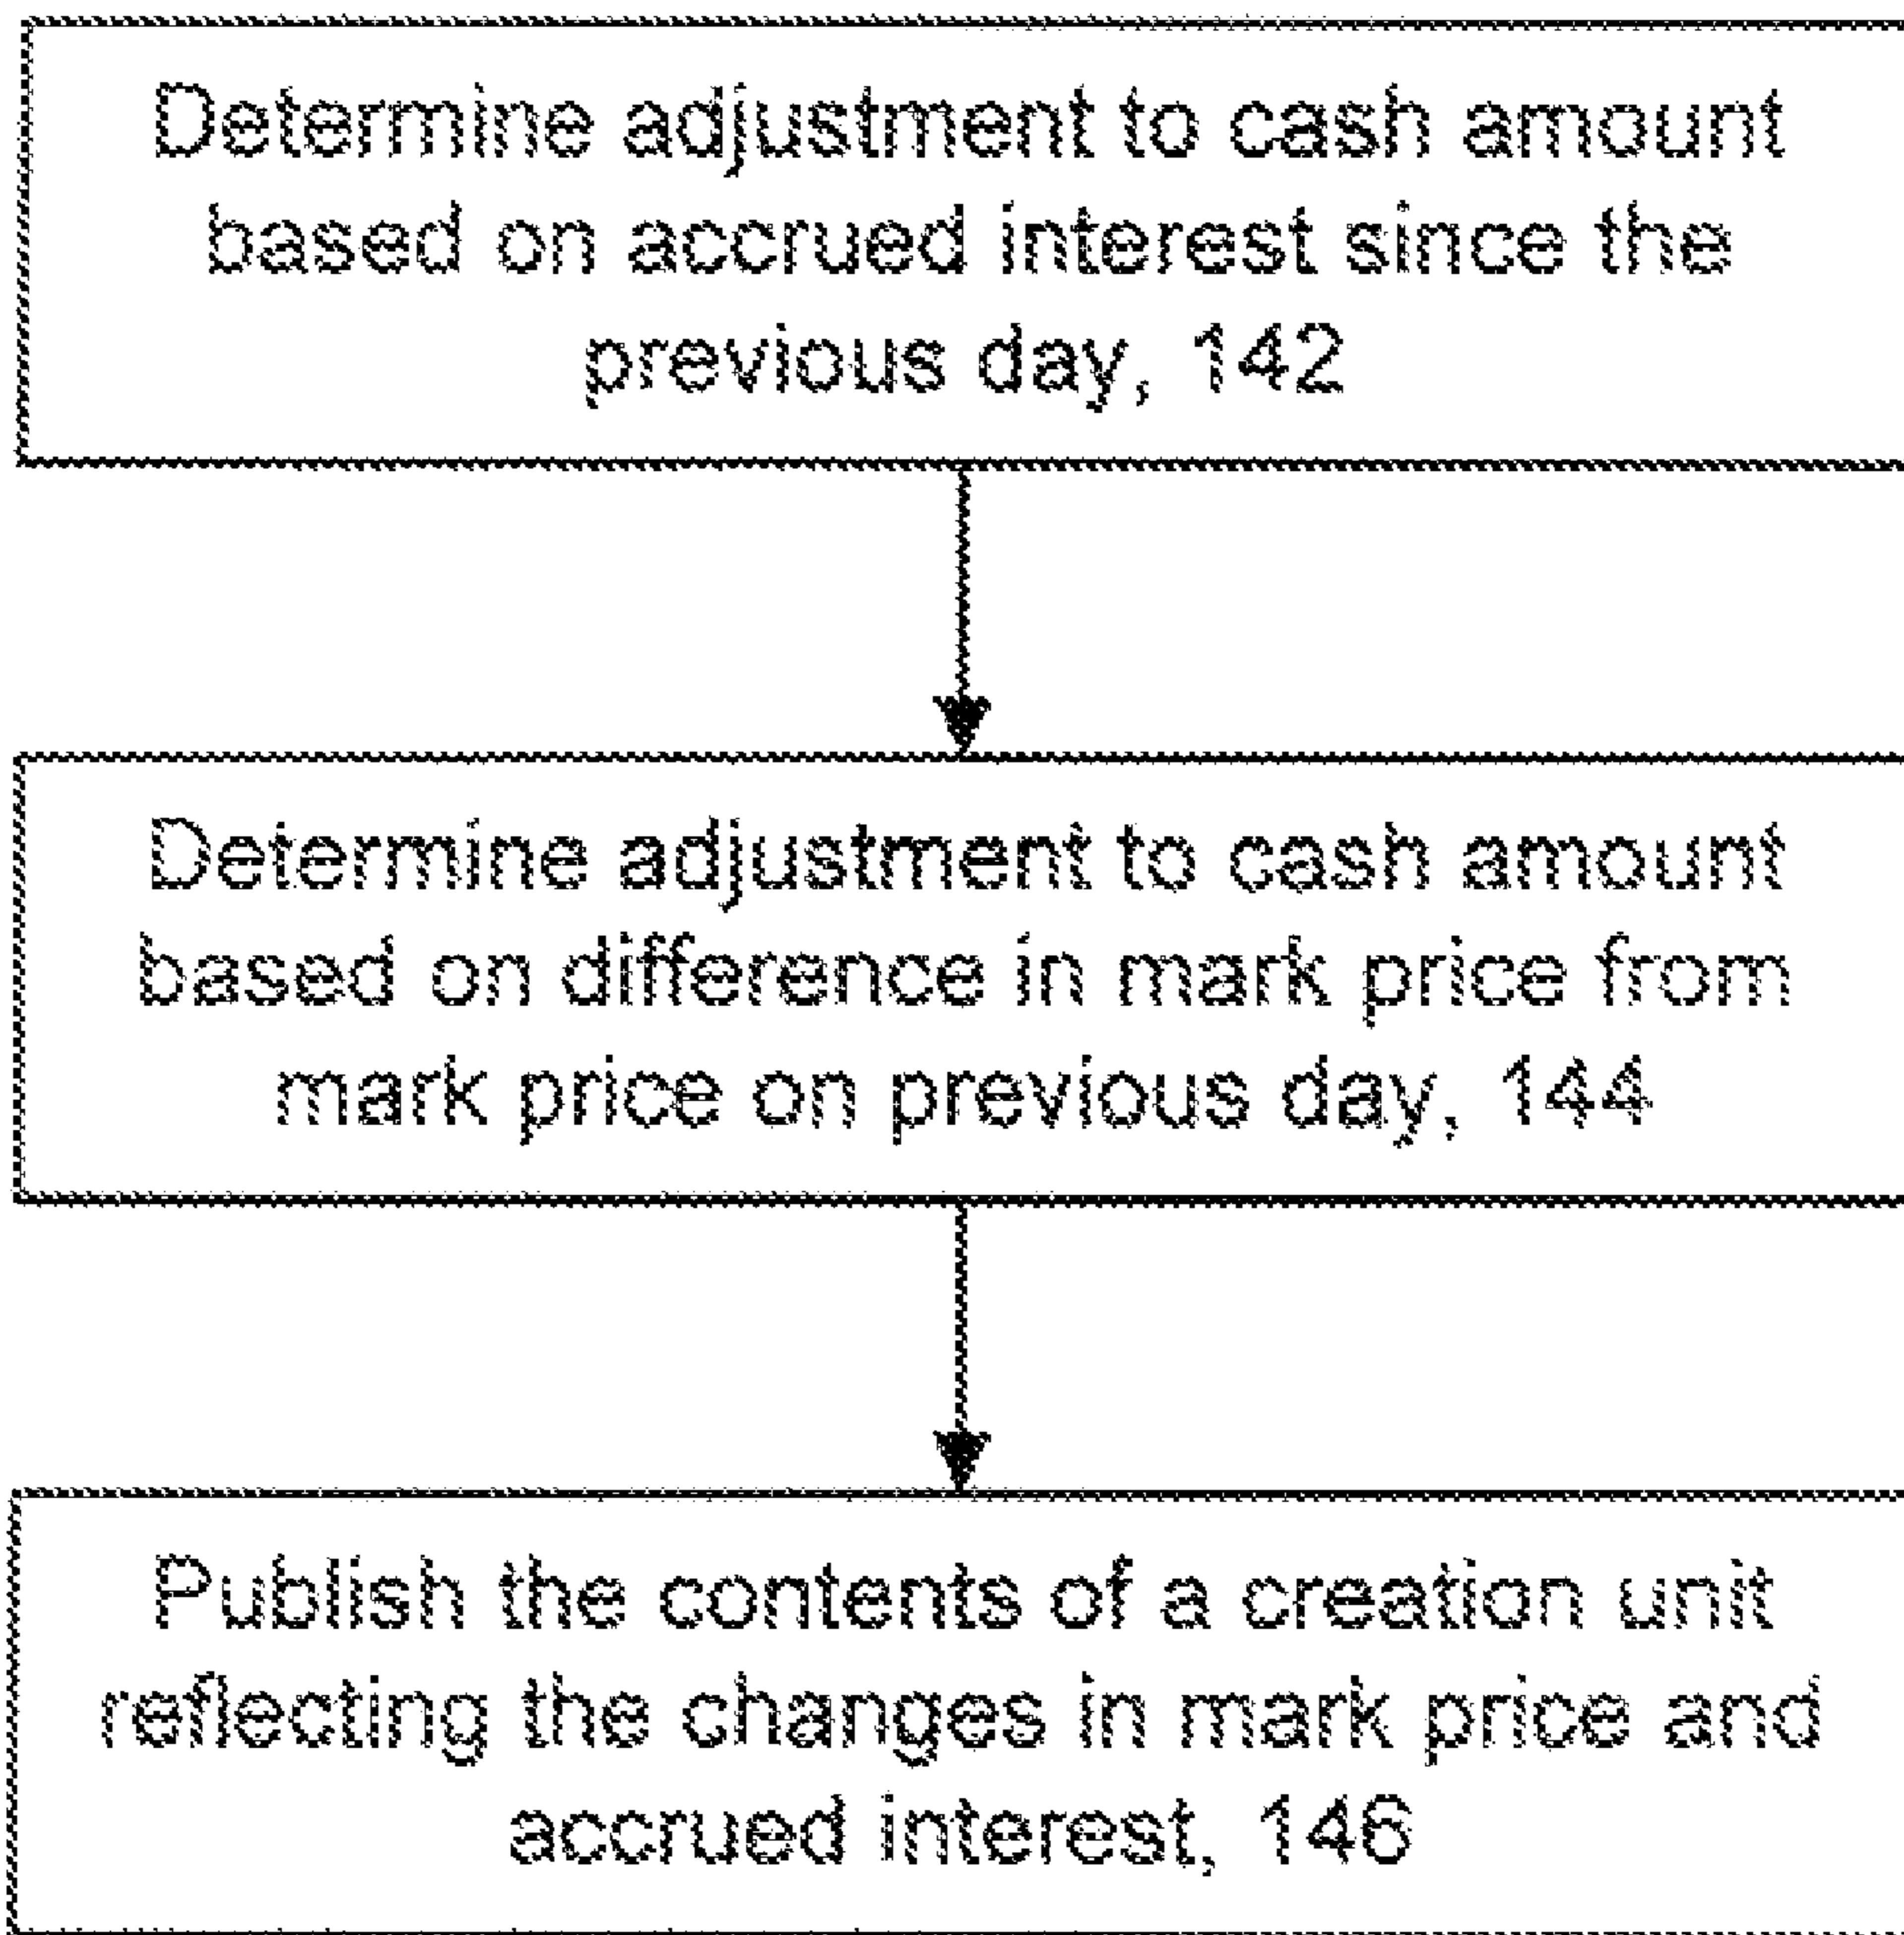 Determine adjustment to cash amount
based on accrued interest since the
previous day, 142
Determine adjustment to cash amount
based on difference in mark price from
mark price on previous day, 144
Publish the contents of a creation unit
reflecting the changes in mark price and
accrued interest, 146